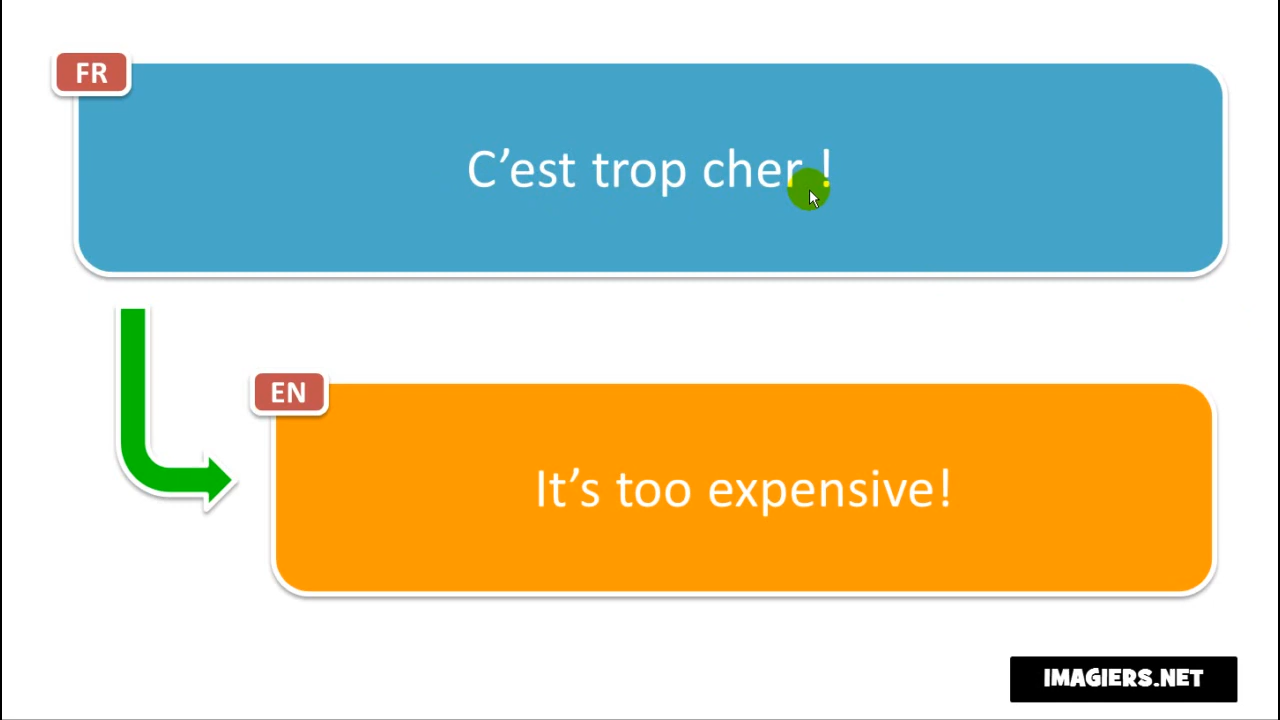 FR
C’est trop cher !
EN
It’s too expensive!
IMAGIERS.NET